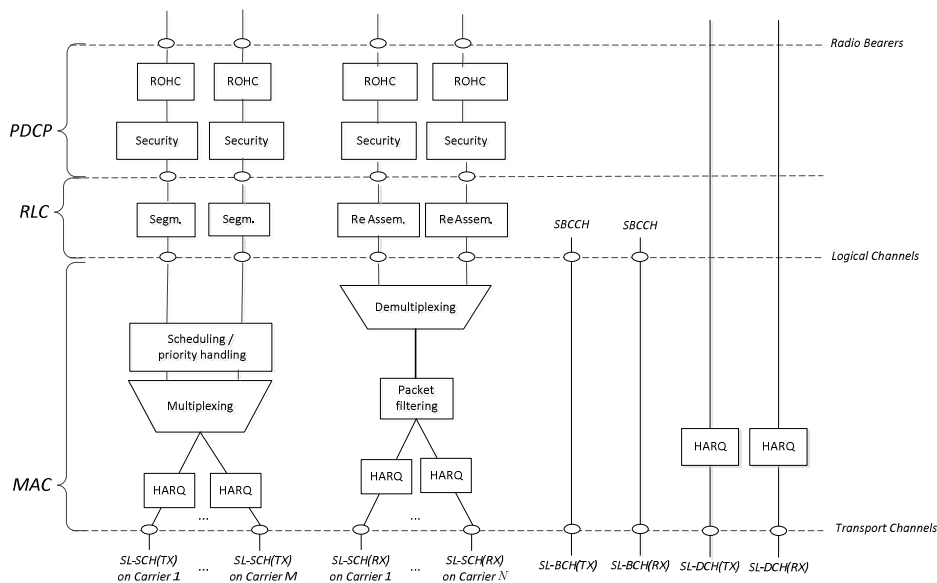 Radio Bearers
ROHC ROHC ROHC ROHC
PDCP
Security Security Security Security
RLC
Segm. Segm. Re Assem. Re Assem.
SBCCH SBCCH
Logical Channels
Demultiplexing
Scheduling /
priority handling
Packet
filtering
Multiplexing
HARQ HARQ
HARQ HARQ
MAC
HARQ HARQ
... ...
Transport Channels
SL-SCH(TX)
on Carrier 1
...
SL-SCH(TX)
on Carrier M
SL-SCH(RX)
on Carrier 1
...
SL-SCH(RX)
on Carrier N
SL-BCH(TX) SL-BCH(RX) SL-DCH(TX) SL-DCH(RX)